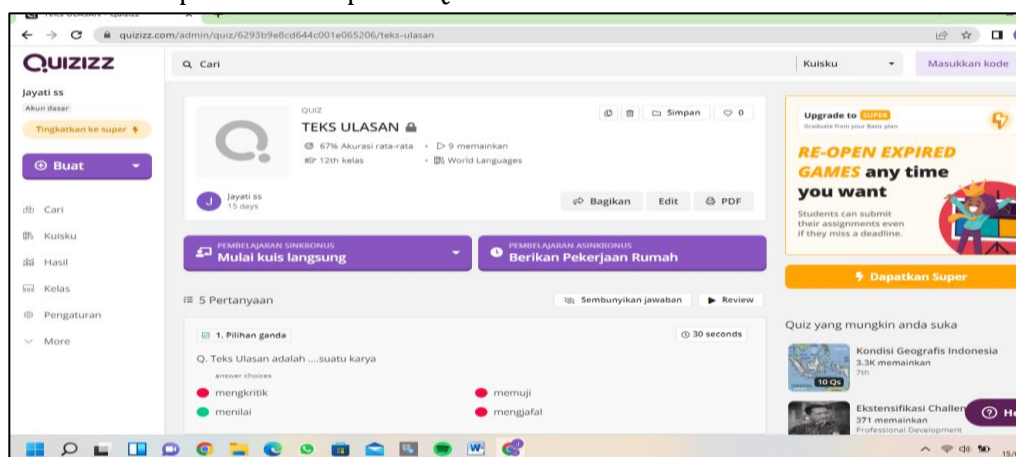 quizizz.com/admin/quiz/6293b9e8cd644c001e065206/teks-ulasan
QUIZIZZ
Cari
Kuisku
Masukkan kode
Jayati ss
Akun dasar
Tingkatkan ke super
Buat
Cari
Kuisku
Hasil
Kelas
Pengaturan
More
QUIZ
TEKS ULASAN
67% Akurasi rata-rata • 9 memainkan
12th kelas • World Languages
Simpan 0
Jayati ss
15 days
Bagikan Edit PDF
PEMBELAJARAN SINKRONUS
Mulai kuis langsung
PEMBELAJARAN ASINKRONUS
Berikan Pekerjaan Rumah
5 Pertanyaan
Sembunyikan jawaban Review
1. Pilihan ganda 30 seconds
Q. Teks Ulasan adalah ....suatu karya
answer choices
mengkritik memuji
menilai mengjafal
Upgrade to SUPER
Graduate from your Basic plan
RE-OPEN EXPIRED
GAMES any time
you want
Students can submit
their assignments even
if they miss a deadline.
Dapatkan Super
Quiz yang mungkin anda suka
Kondisi Geografis Indonesia
3.3K memainkan
7th
10 Qs
Ekstensifikasi Challen
371 memainkan
Professional Development
He
15/